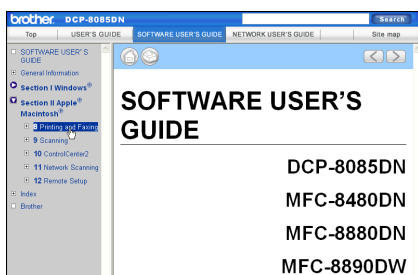 brother. DCP-8085DN
Search
Top USER'S GUIDE SOFTWARE USER'S GUIDE NETWORK USER'S GUIDE Site map
SOFTWARE USER'S
GUIDE
General Information
Section I Windows®
Section II Apple®
Macintosh®
8 Printing and Faxing
9 Scanning
10 ControlCenter2
11 Network Scanning
12 Remote Setup
Index
Brother
SOFTWARE USER'S
GUIDE
DCP-8085DN
MFC-8480DN
MFC-8880DN
MFC-8890DW